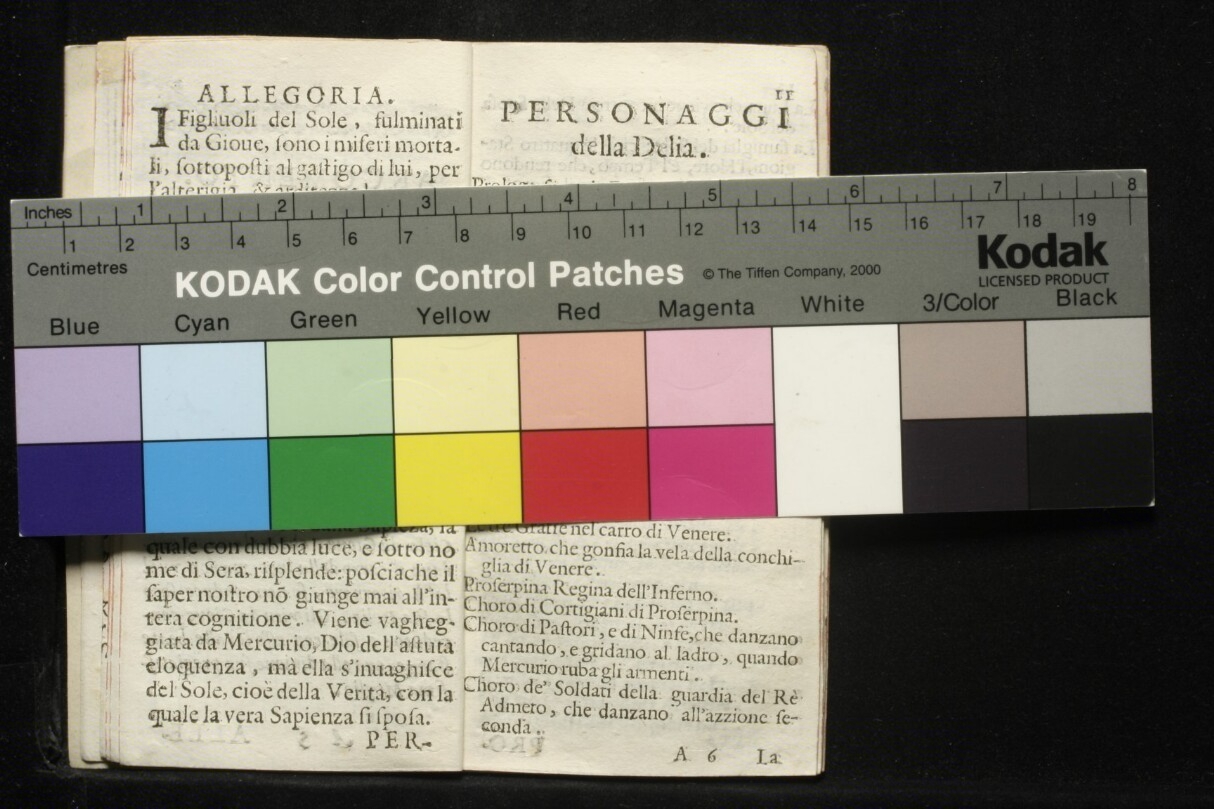 ALLEGORIA.
I Figliuoli del Sole, fulminati
da Gioue, sono i miseri morta-
li, sottoposti al gastigo di lui, per
l'alterigia, &
11
PERSONAGGI
della Delia.
Inches 1 2 3 4 5 6 7 8
1 2 3 4 5 6 7 8 9 10 11 12 13 14 15 16 17 18 19
Centimetres
KODAK Color Control Patches © The Tiffen Company, 2000
Kodak
LICENSED PRODUCT
Blue Cyan Green Yellow Red Magenta White 3/Color Black
quale con dubbia luce, e sotto no
me di Sera, risplende: posciache il
saper nostro nō giunge mai all'in-
tera cognitione. Viene vagheg-
giata da Mercurio, Dio dell'astuta
eloquenza, mà ella s'inuaghisce
del Sole, cioè della Verità, con la
quale la vera Sapienza si sposa.
PER-
Gratie nel carro di Venere.
Amoretto che gonfia la vela della conchi-
glia di Venere.
Proserpina Regina dell'Inferno.
Choro di Cortigiani di Proserpina.
Choro di Pastori, e di Ninfe, che danzano
cantando, e gridano al ladro, quando
Mercurio ruba gli armenti.
Choro de' Soldati della guardia del Rè
Admeto, che danzano all'azzione se-
conda.
A 6 La